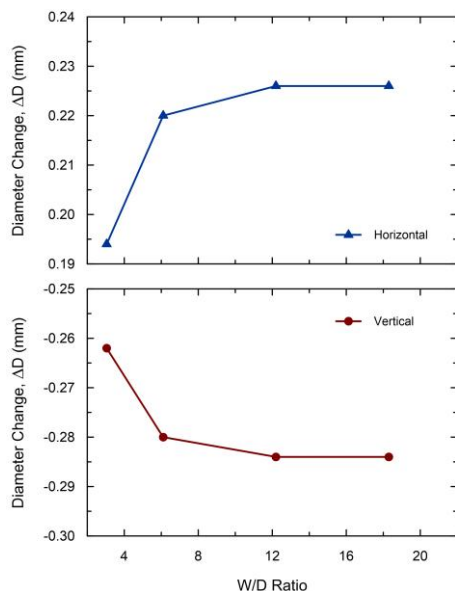 0.24
0.23
0.22
0.21
0.20
0.19
Diameter Change, ΔD (mm)
Horizontal
-0.25
-0.26
-0.27
-0.28
-0.29
-0.30
Diameter Change, ΔD (mm)
Vertical
4 8 12 16 20
W/D Ratio